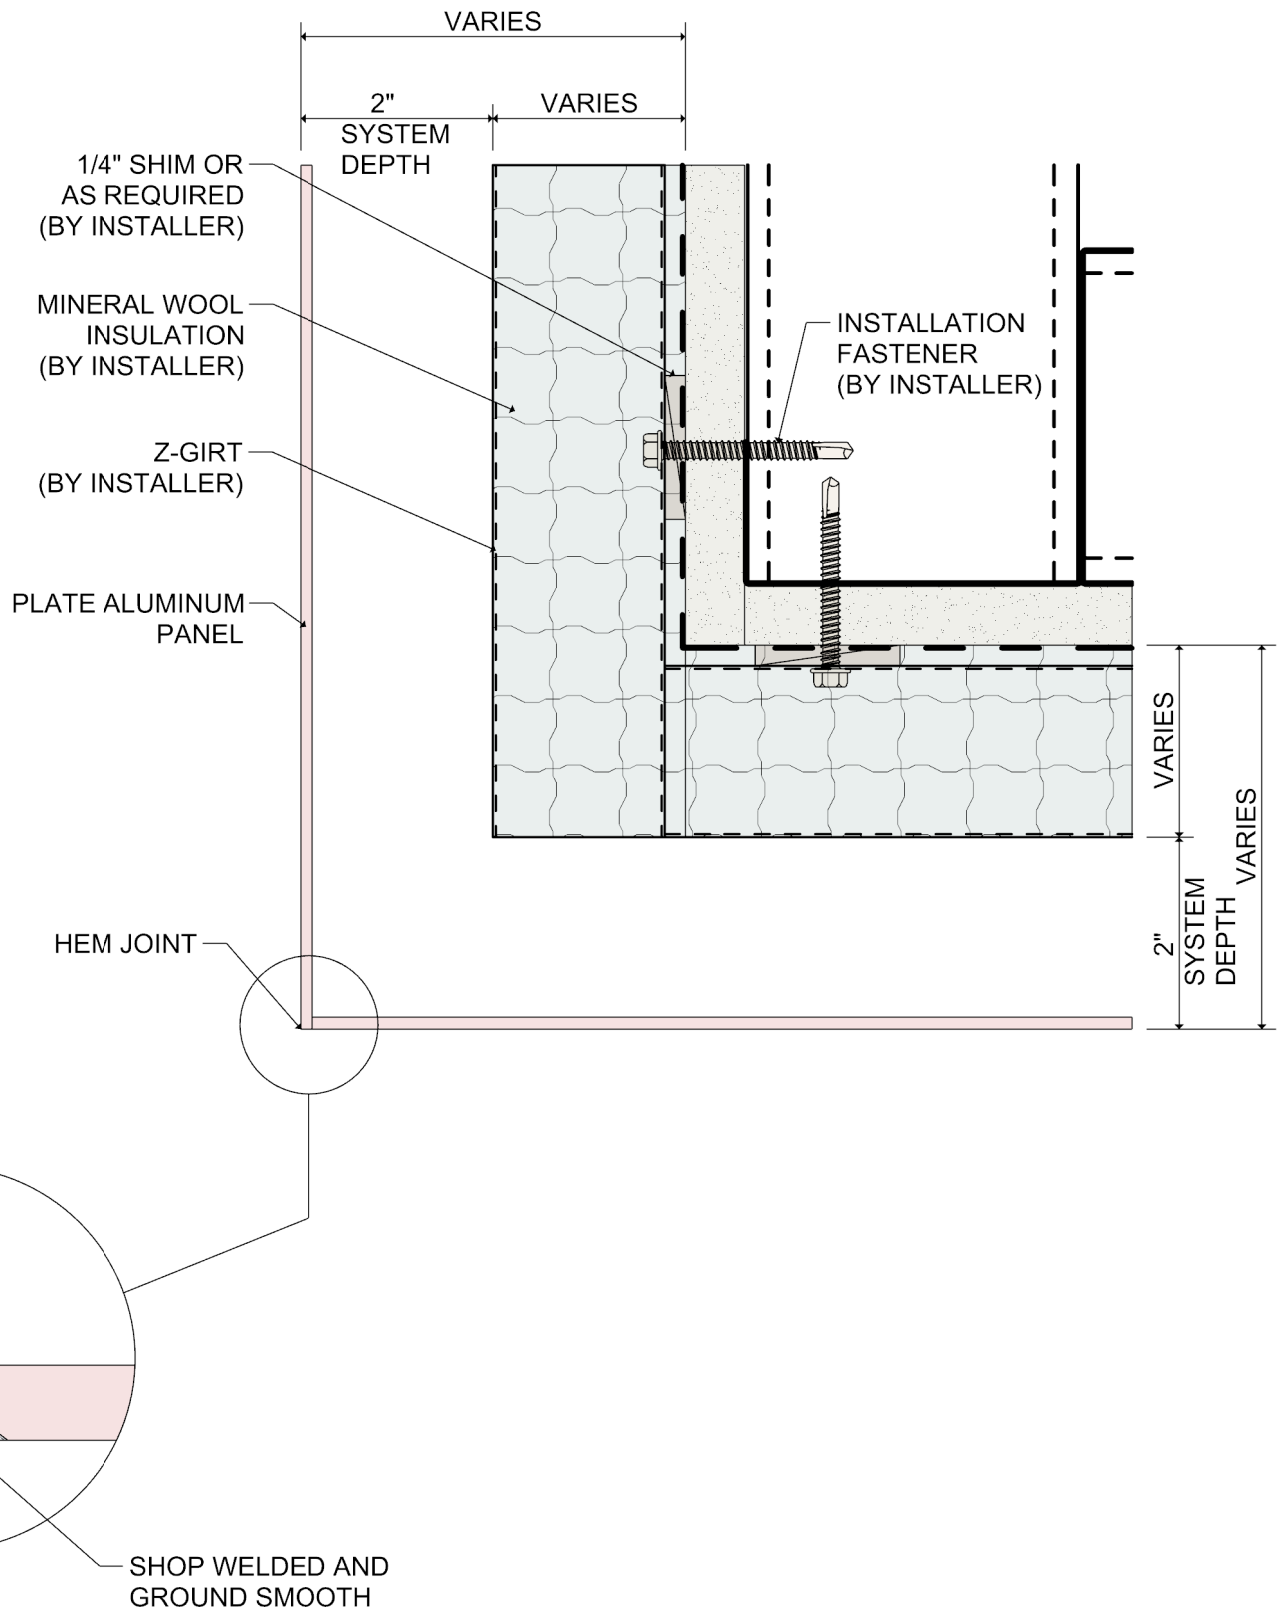 VARIES
2"
SYSTEM
DEPTH
VARIES
1/4" SHIM OR
AS REQUIRED
(BY INSTALLER)
MINERAL WOOL
INSULATION
(BY INSTALLER)
INSTALLATION
FASTENER
(BY INSTALLER)
Z-GIRT
(BY INSTALLER)
PLATE ALUMINUM
PANEL
VARIES
VARIES
2"
SYSTEM
DEPTH
HEM JOINT
SHOP WELDED AND
GROUND SMOOTH